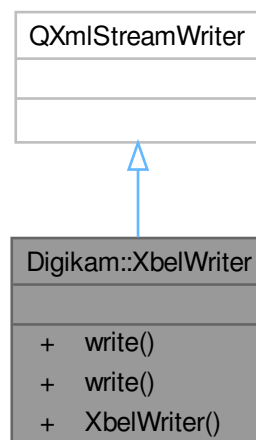 QXmlStreamWriter
Digikam::XbelWriter
+ write()
+ write()
+ XbelWriter()